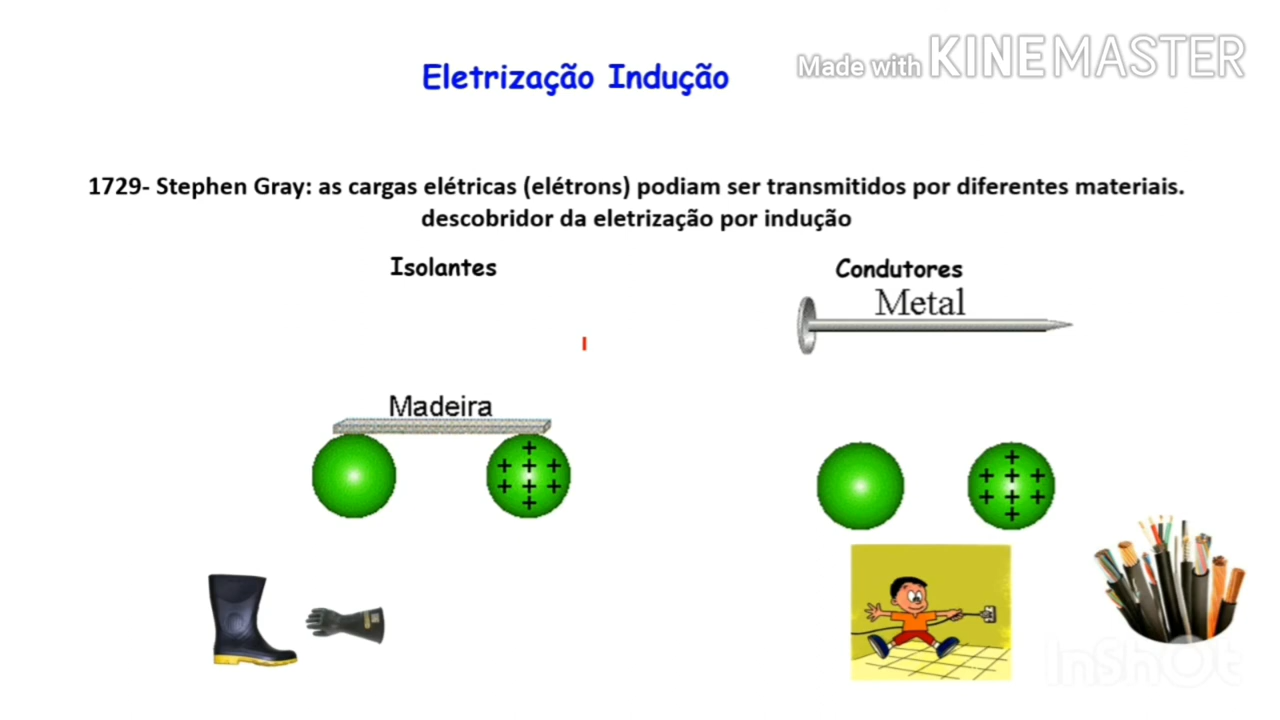 Made with KINEMASTER
Eletrização Indução
1729- Stephen Gray: as cargas elétricas (elétrons) podiam ser transmitidos por diferentes materiais.
descobridor da eletrização por indução
Isolantes
Condutores
Metal
Madeira
+
+ + +
+ + +
+
+
+ + +
+ + +
+
InShOt